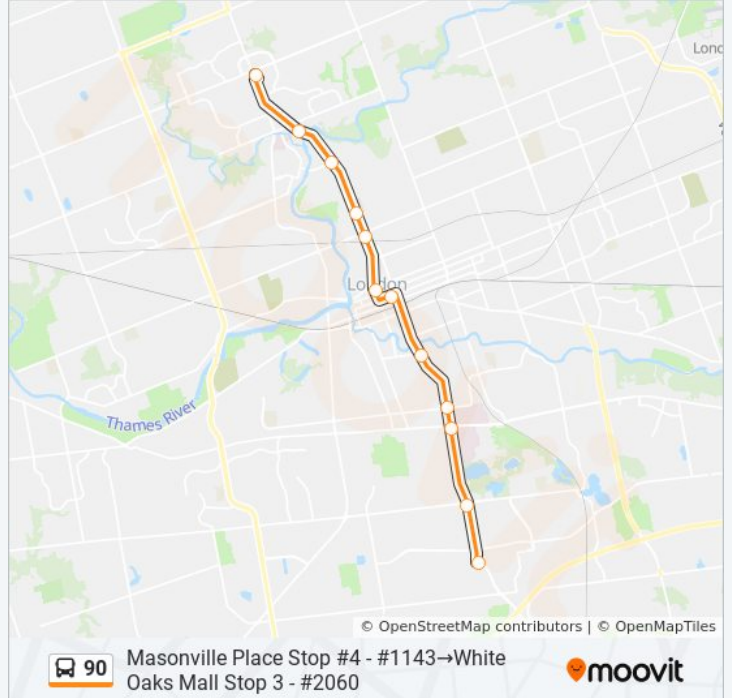 Lond
London
Thames River
© OpenStreetMap contributors | © OpenMapTiles
90
Masonville Place Stop #4 - #1143→White
Oaks Mall Stop 3 - #2060
moovit